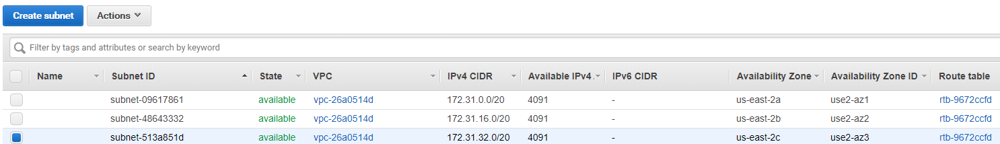 Create subnet Actions
Filter by tags and attributes or search by keyword
Name Subnet ID State VPC IPv4 CIDR Available IPv4 . IPv6 CIDR Availability Zone Availability Zone ID Route table
subnet-09617861 available vpc-26a0514d 172.31.0.0/20 4091 - us-east-2a use2-az1 rtb-9672ccfd
subnet-48643332 available vpc-26a0514d 172.31.16.0/20 4091 - us-east-2b use2-az2 rtb-9672ccfd
subnet-513a851d available vpc-26a0514d 172.31.32.0/20 4091 - us-east-2c use2-az3 rtb-9672ccfd